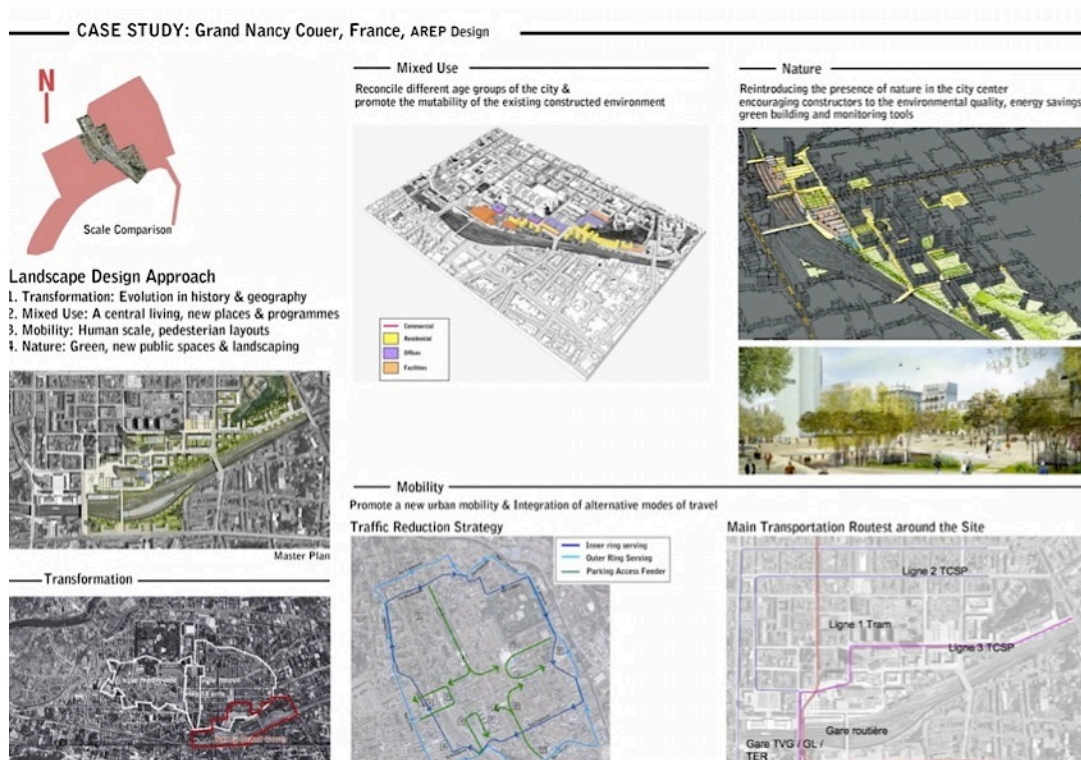 CASE STUDY: Grand Nancy Couer, France, AREP Design
N
Scale Comparison
Landscape Design Approach
1. Transformation: Evolution in history & geography
2. Mixed Use: A central living, new places & programmes
3. Mobility: Human scale, pedesterian layouts
4. Nature: Green, new public spaces & landscaping
Master Plan
Transformation
Mixed Use
Reconcile different age groups of the city &
promote the mutability of the existing constructed environment
Commercial
Residential
Offices
Facilities
Nature
Reintroducing the presence of nature in the city center
encouraging constructors to the environmental quality, energy savings
green building and monitoring tools
Mobility
Promote a new urban mobility & Integration of alternative modes of travel
Traffic Reduction Strategy
Inner ring serving
Outer Ring Serving
Parking Access Feeder
Main Transportation Routest around the Site
Ligne 2 TCSP
Ligne 1 Tram
Ligne 3 TCSP
Gare routière
Gare TVG / GL /
TER